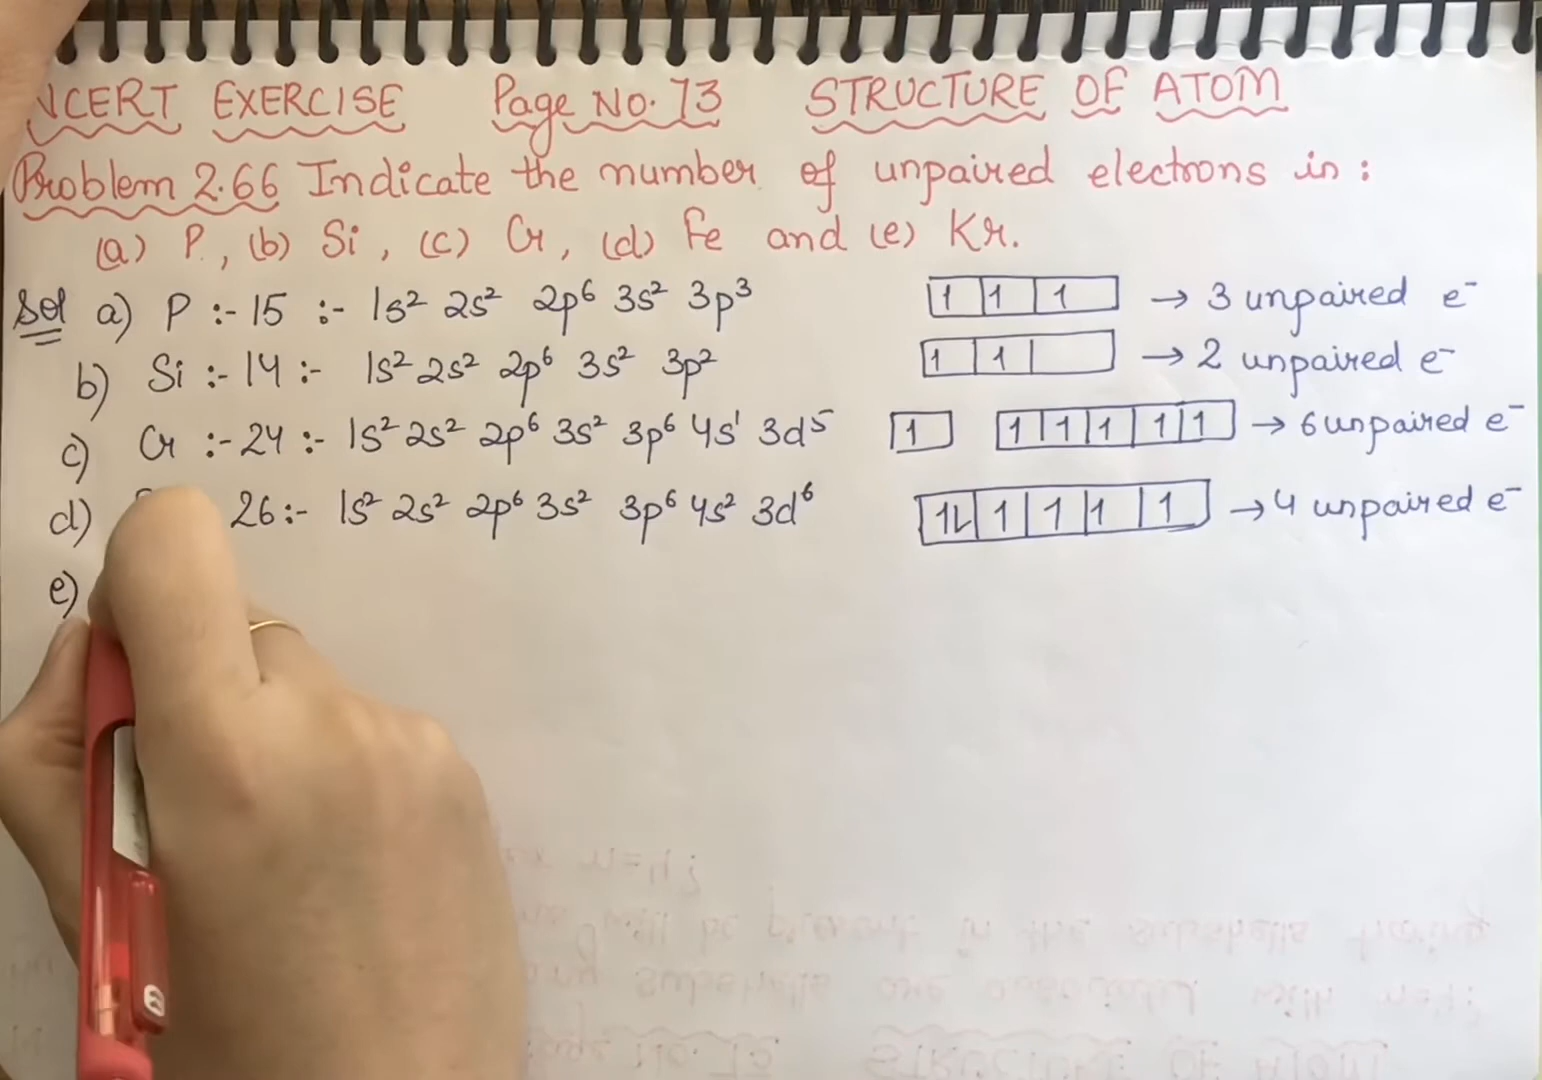 NCERT EXERCISE Page No. 73 STRUCTURE OF ATOM
Problem 2.66 Indicate the number of unpaired electrons in :
(a) P , (b) Si , (c) Cr , (d) Fe and (e) Kr.
Sol a) P :- 15 :- 1s² 2s² 2p⁶ 3s² 3p³ 1 1 1 → 3 unpaired e⁻
b) Si :- 14 :- 1s² 2s² 2p⁶ 3s² 3p² 1 1 → 2 unpaired e⁻
c) Cr :- 24 :- 1s² 2s² 2p⁶ 3s² 3p⁶ 4s¹ 3d⁵ 1 1 1 1 1 1 → 6 unpaired e⁻
d) 26 :- 1s² 2s² 2p⁶ 3s² 3p⁶ 4s² 3d⁶ 1L 1 1 1 1 → 4 unpaired e⁻
e)